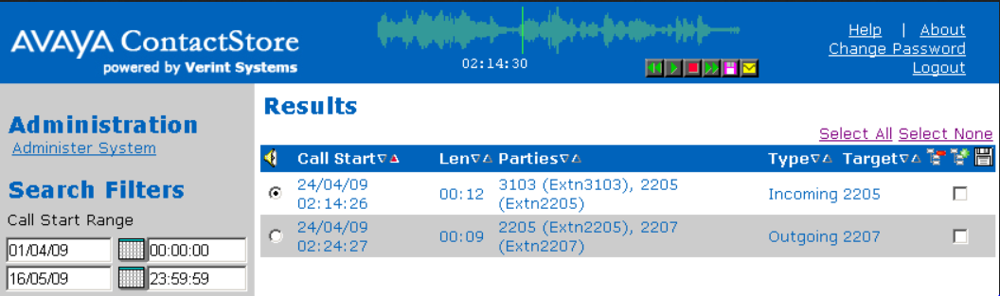 AVAYA ContactStore
powered by Verint Systems
02:14:30
Help | About
Change Password
Logout
Administration
Administer System
Search Filters
Call Start Range
01/04/09 00:00:00
16/05/09 23:59:59
Results
Select All Select None
Call Start Len Parties Type Target
24/04/09
02:14:26
00:12
3103 (Extn3103), 2205
(Extn2205)
Incoming 2205
24/04/09
02:24:27
00:09
2205 (Extn2205), 2207
(Extn2207)
Outgoing 2207